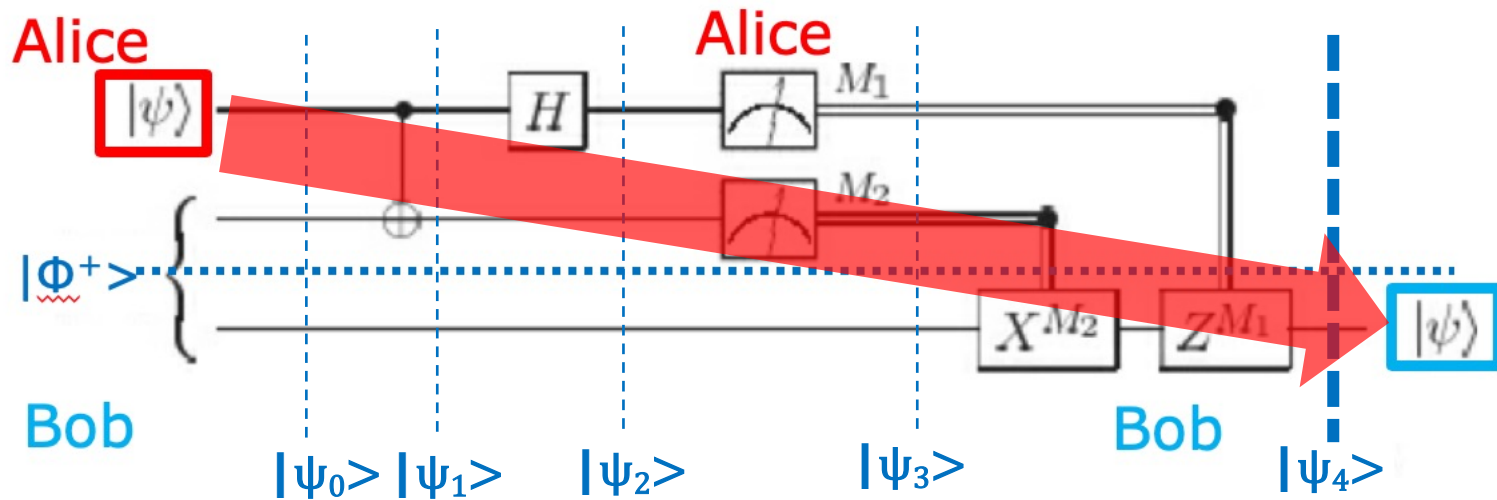 Alice
Alice
|ψ⟩
H
M₁
M₂
|Φ⁺>
X^M₂
Z^M₁
|ψ⟩
Bob
Bob
|ψ₀>
|ψ₁>
|ψ₂>
|ψ₃>
|ψ₄>